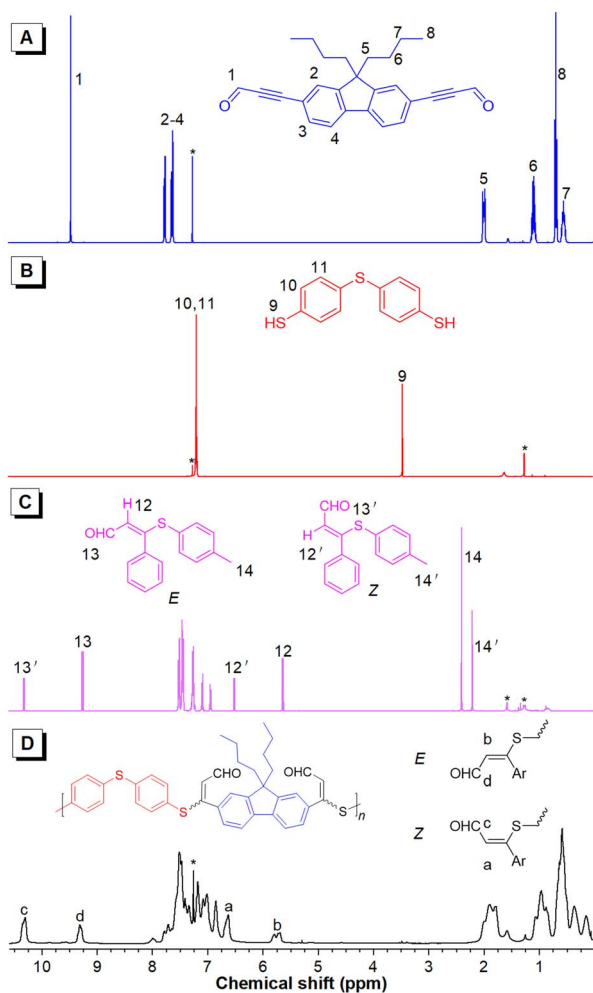 A
1
2-4
*
5
6
8
7
1
2
3
4
5
6
7
8
O
O
B
10,11
*
9
*
11
10
9
HS
S
SH
C
H
12
OHC
S
13
14
E
CHO
13′
S
H
12′
14′
Z
14
14′
13′
13
12′
12
*
*
D
CHO
CHO
S
S
S
n
b
S
E
OHC
d
Ar
OHC
c
S
Z
a
Ar
c
d
*
a
b
10 9 8 7 6 5 4 3 2 1
Chemical shift (ppm)